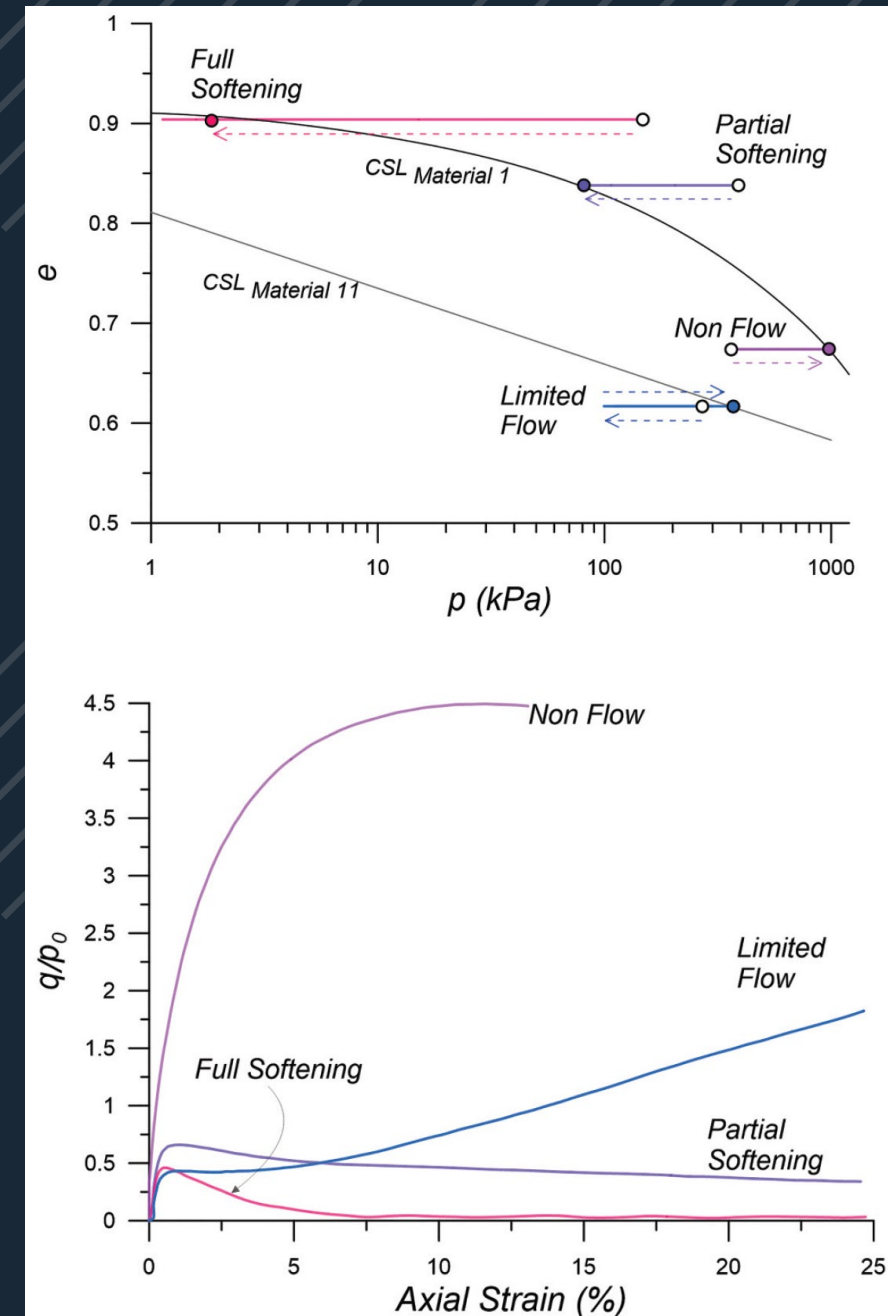 1
Full
Softening
0.9
Partial
Softening
CSL Material 1
0.8
e
CSL Material 11
0.7
Non Flow
Limited
Flow
0.6
0.5
1
10
100
1000
p (kPa)
4.5
Non Flow
4
3.5
3
2.5
Limited
Flow
q/p0
2
1.5
Full Softening
1
Partial
Softening
0.5
0
0
5
10
15
20
25
Axial Strain (%)